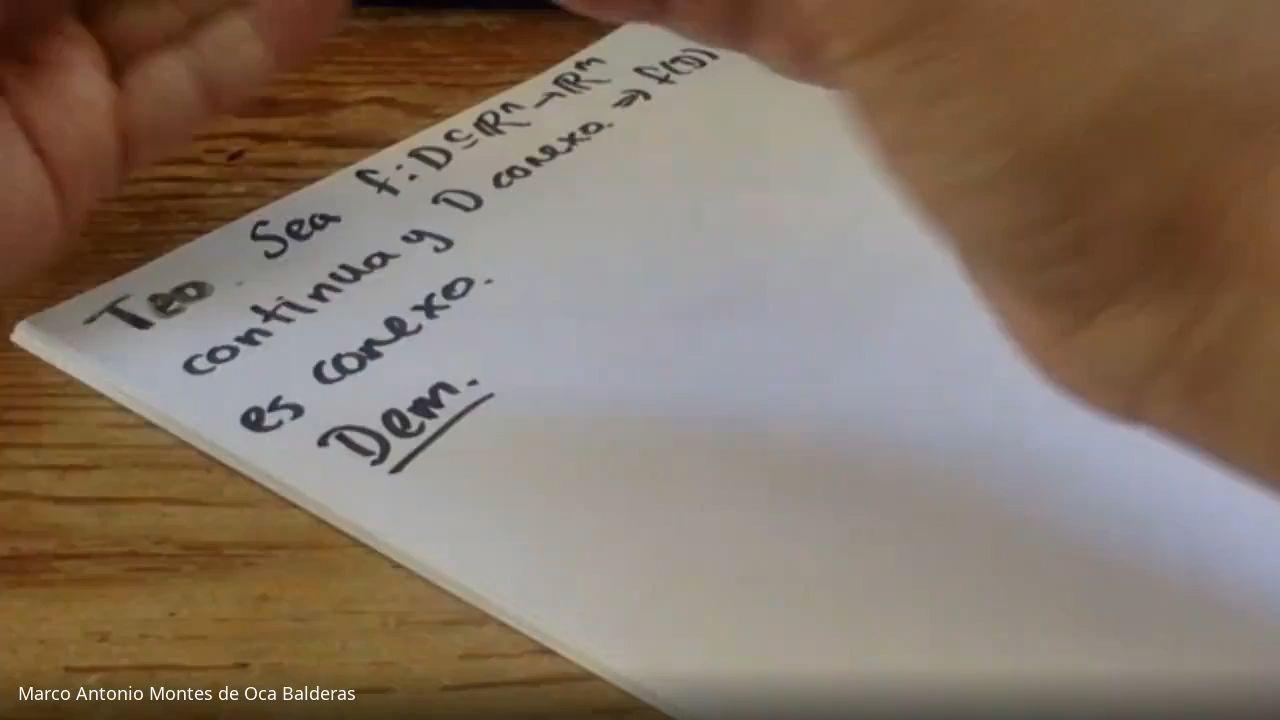 Teo. Sea f: D ⊆ ℝⁿ → ℝᵐ
continua y D conexo ⇒ f(D)
es conexo.
Dem.
Marco Antonio Montes de Oca Balderas